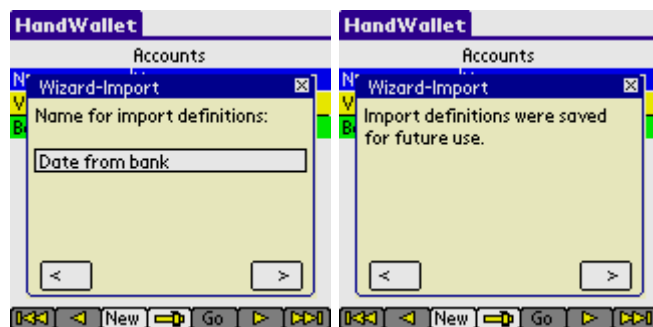 HandWallet
Accounts
Wizard-Import
Name for import definitions:
Date from bank
<
>
New
Go
HandWallet
Accounts
Wizard-Import
Import definitions were saved
for future use.
<
>
New
Go